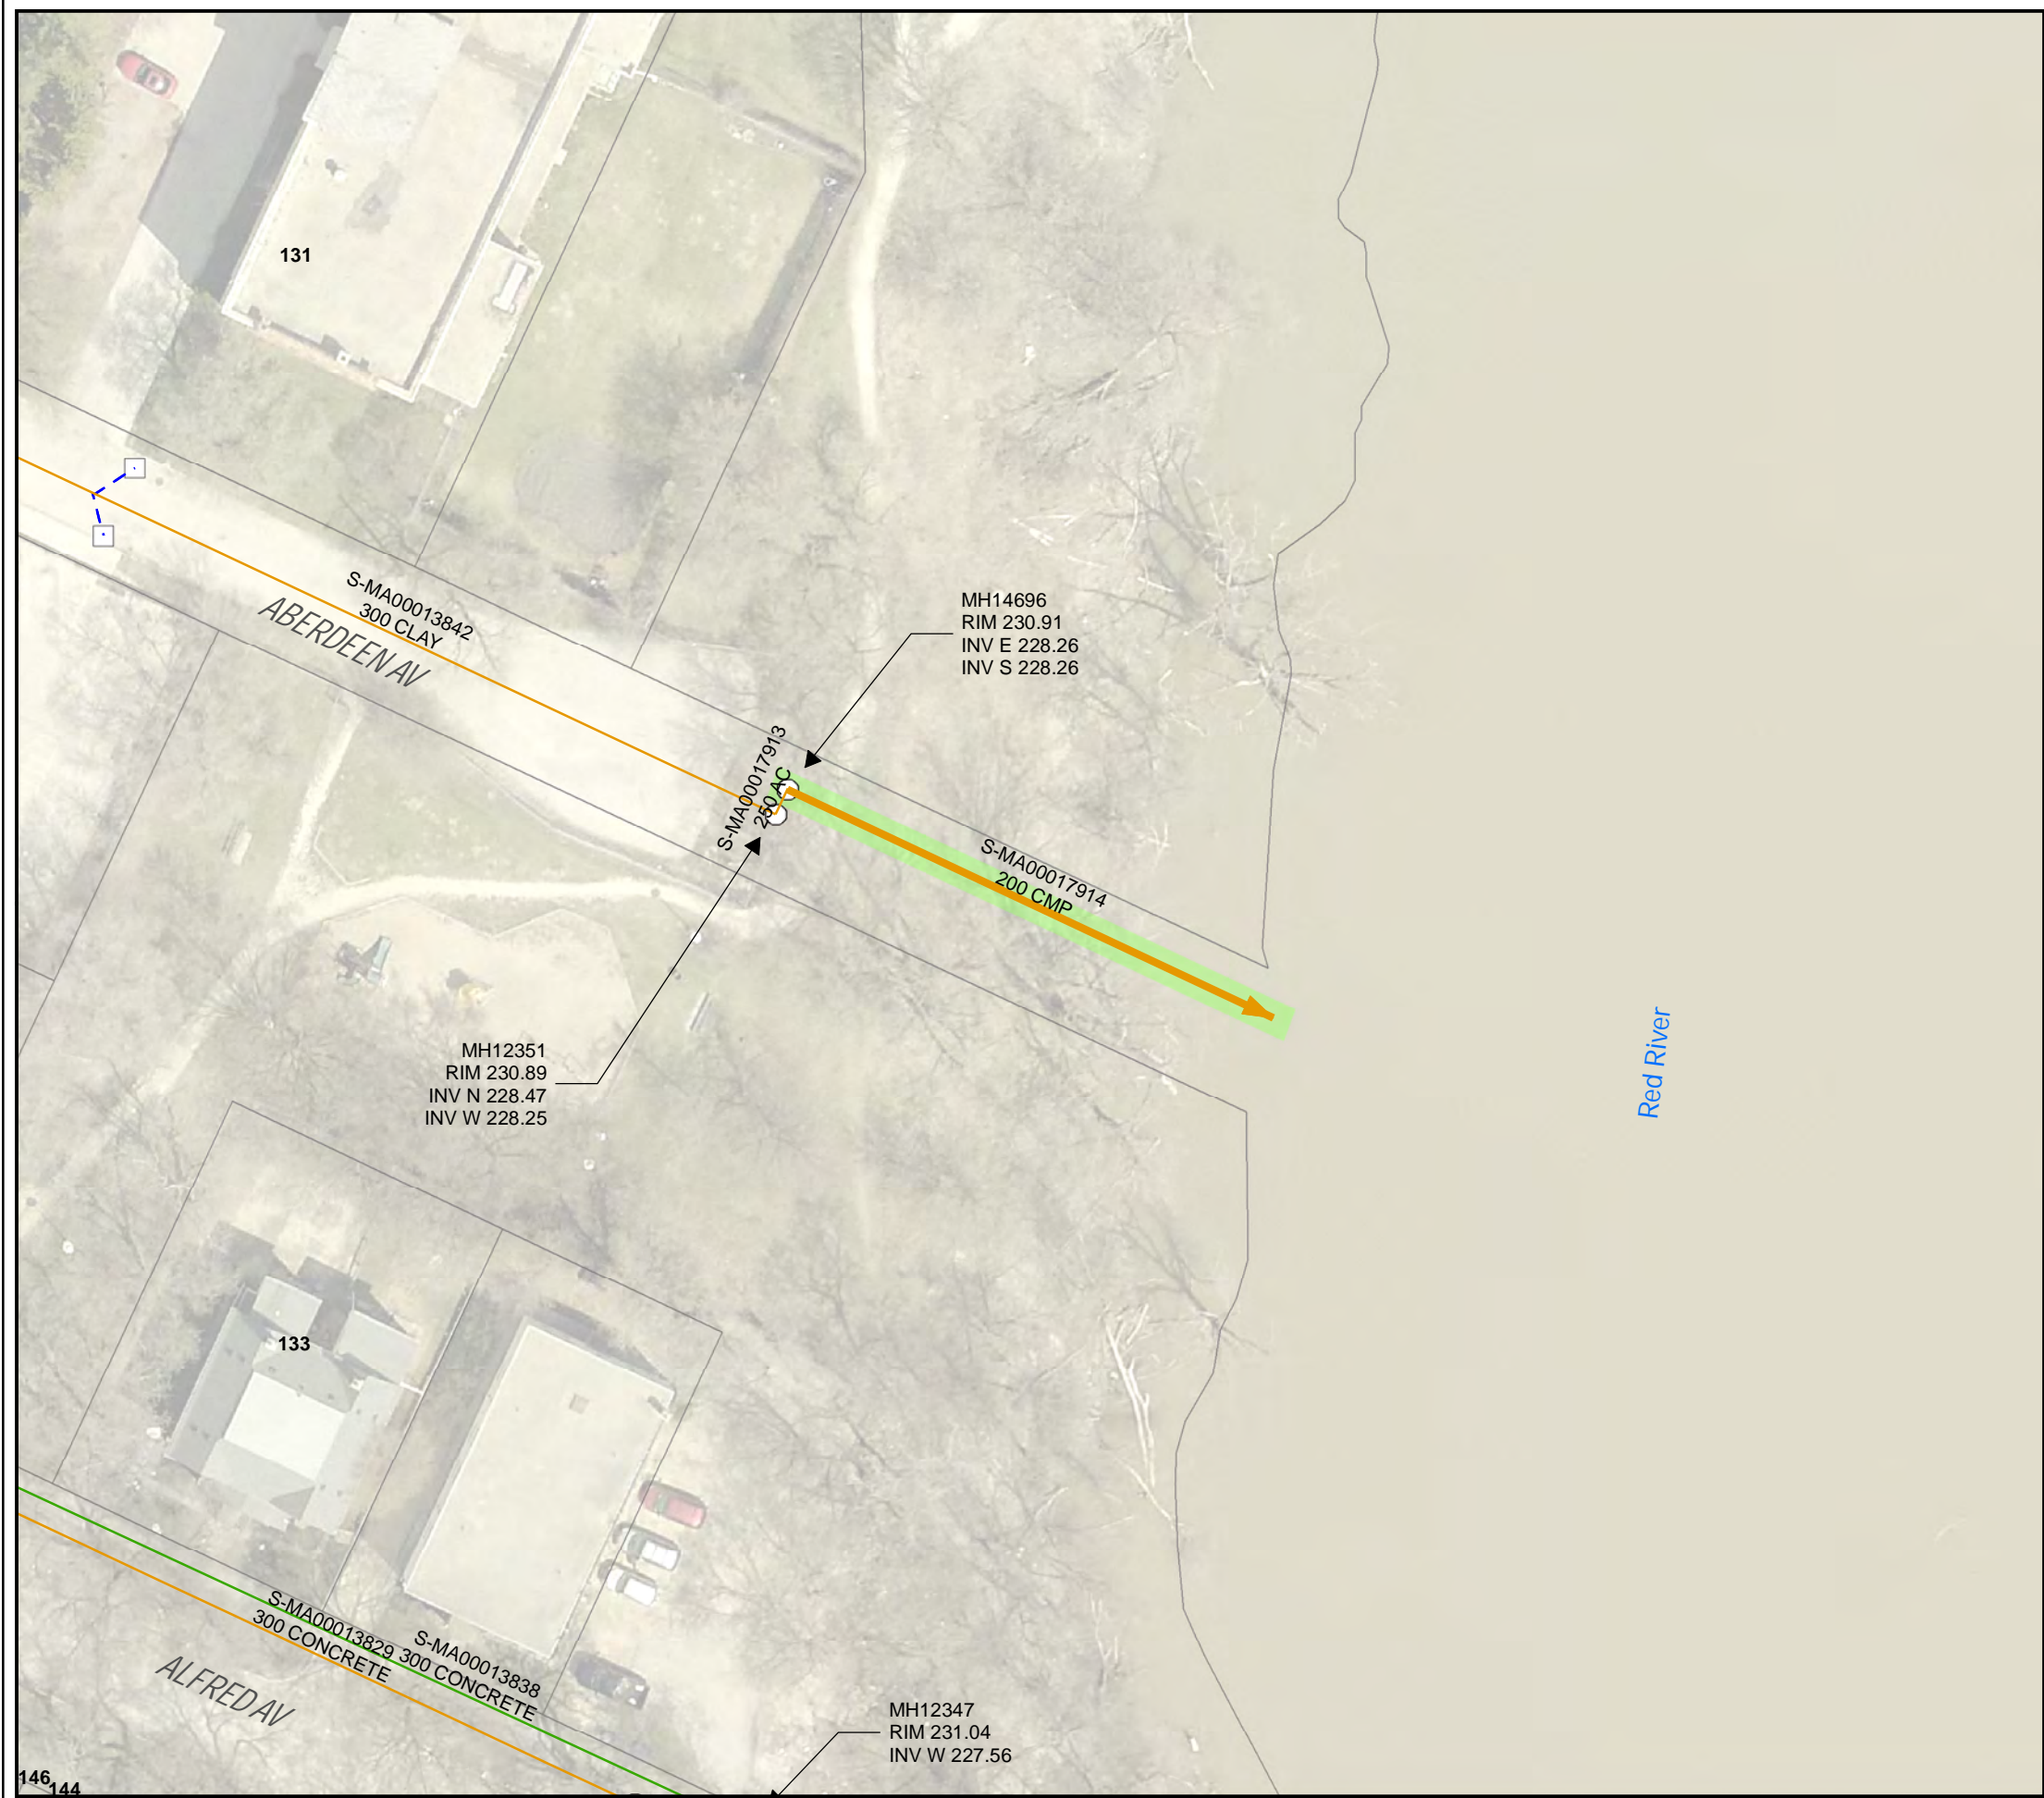 131
S-MA00013842
300 CLAY
ABERDEEN AV
MH14696
RIM 230.91
INV E 228.26
INV S 228.26
S-MA00017913
250 AC
S-MA00017914
200 CMP
MH12351
RIM 230.89
INV N 228.47
INV W 228.25
Red River
133
S-MA00013829
300 CONCRETE
S-MA00013838
300 CONCRETE
ALFRED AV
MH12347
RIM 231.04
INV W 227.56
146
144